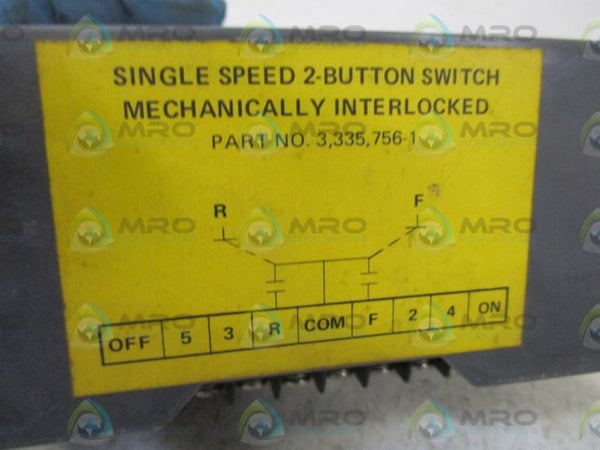 SINGLE SPEED 2-BUTTON SWITCH
MECHANICALLY INTERLOCKED
PART NO. 3,335,756-1
R F
OFF 5 3 R COM F 2 4 ON
MRO